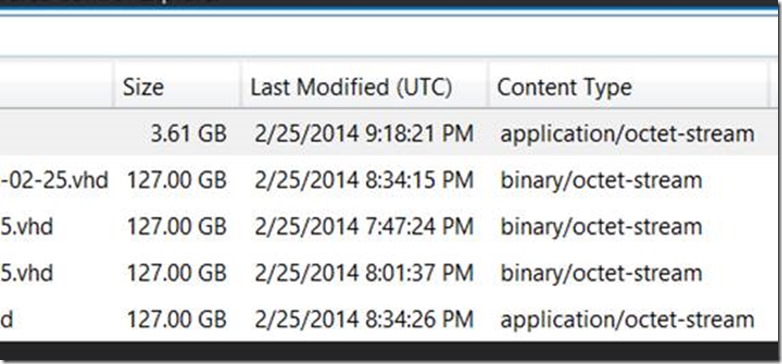 Size Last Modified (UTC) Content Type
3.61 GB 2/25/2014 9:18:21 PM application/octet-stream
-02-25.vhd 127.00 GB 2/25/2014 8:34:15 PM binary/octet-stream
5.vhd 127.00 GB 2/25/2014 7:47:24 PM binary/octet-stream
5.vhd 127.00 GB 2/25/2014 8:01:37 PM binary/octet-stream
d 127.00 GB 2/25/2014 8:34:26 PM application/octet-stream